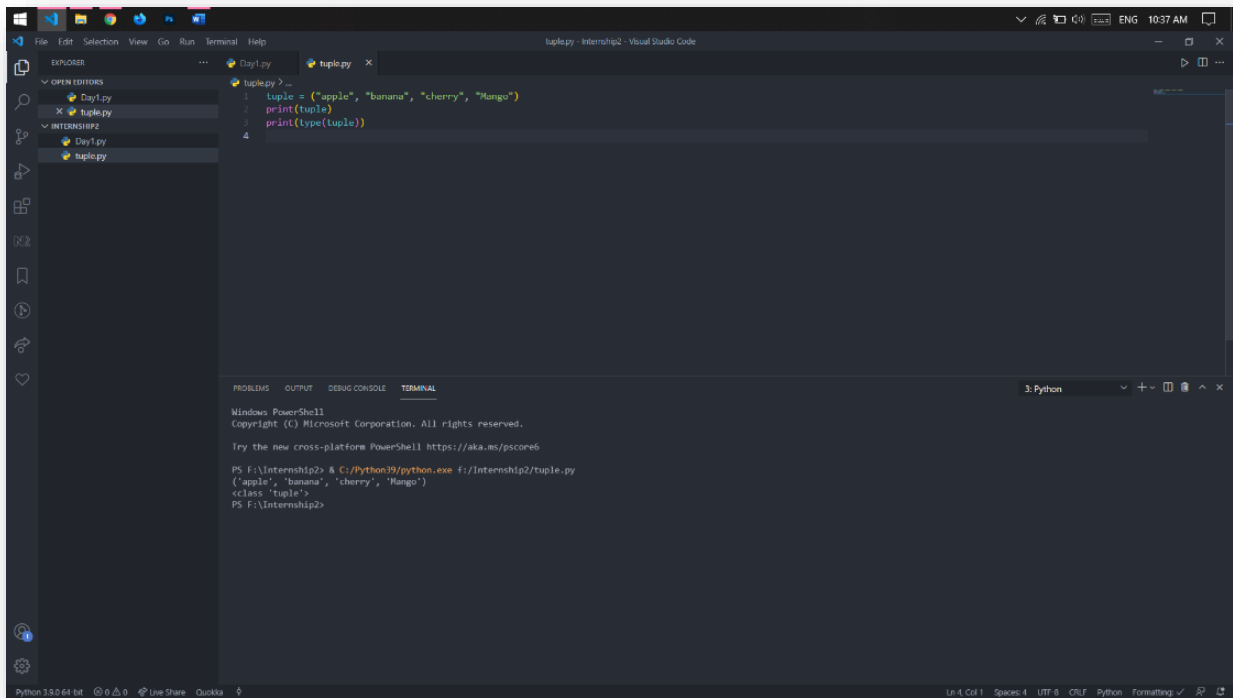 ENG 10:37 AM
File Edit Selection View Go Run Terminal Help
tuple.py - Internship2 - Visual Studio Code
EXPLORER
OPEN EDITORS
Day1.py
tuple.py
INTERNSHIP2
Day1.py
tuple.py
Day1.py tuple.py
tuple.py > ...
1 tuple = ("apple", "banana", "cherry", "Mango")
2 print(tuple)
3 print(type(tuple))
4
PROBLEMS OUTPUT DEBUG CONSOLE TERMINAL
3: Python
Windows PowerShell
Copyright (C) Microsoft Corporation. All rights reserved.
Try the new cross-platform PowerShell https://aka.ms/pscore6
PS F:\Internship2> & C:/Python39/python.exe f:/Internship2/tuple.py
('apple', 'banana', 'cherry', 'Mango')
<class 'tuple'>
PS F:\Internship2>
Python 3.9.0 64-bit 0 0 Live Share Quokka
Ln 4, Col 1 Spaces: 4 UTF-8 CRLF Python Formatting: ✓